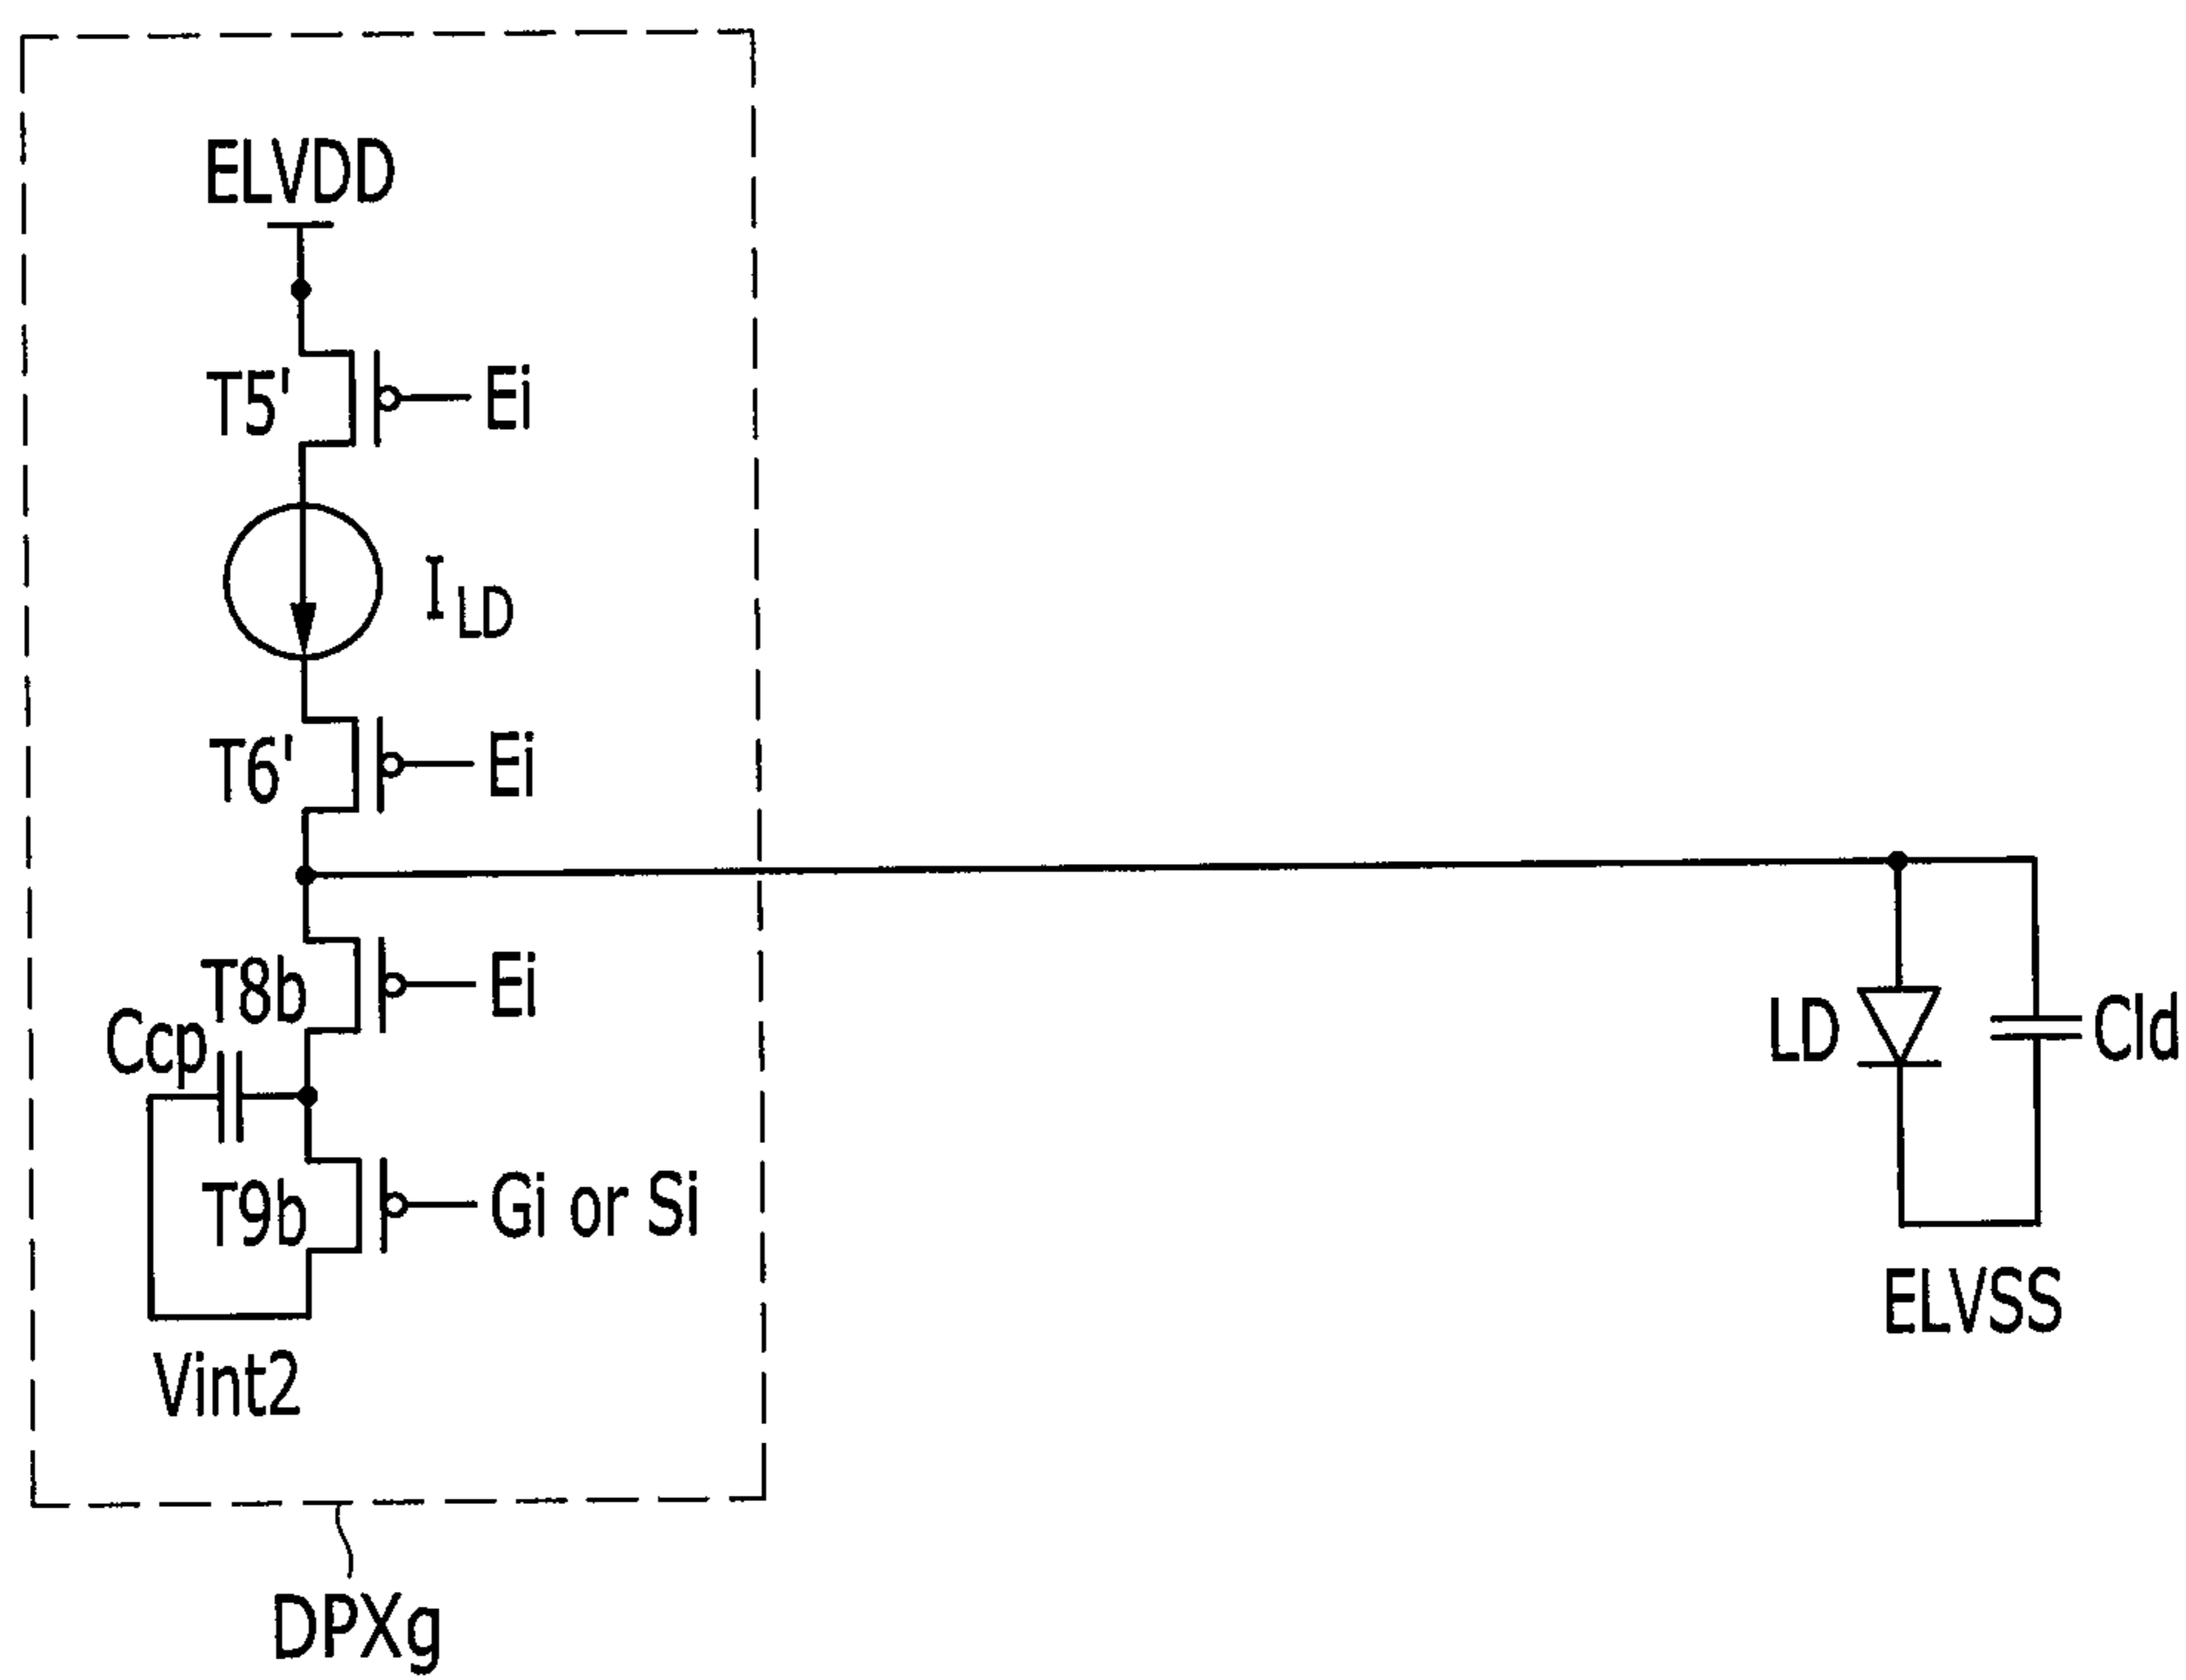 ELVDD
T5' Ei
I LD
T6' Ei
T8b Ei
Ccp
LD Cld
T9b Gi or Si
ELVSS
Vint2
DPXg